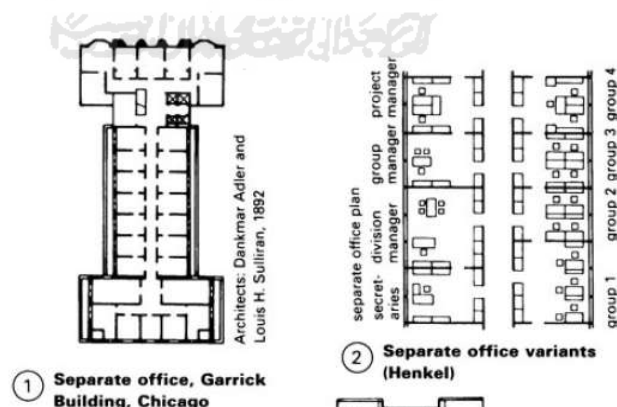 Architects: Dankmar Adler and
Louis H. Sulliran, 1892
1
Separate office, Garrick
Building, Chicago
separate office plan
secret-
aries
division
manager
group
manager
project
manager
group 1
group 2
group 3
group 4
2
Separate office variants
(Henkel)